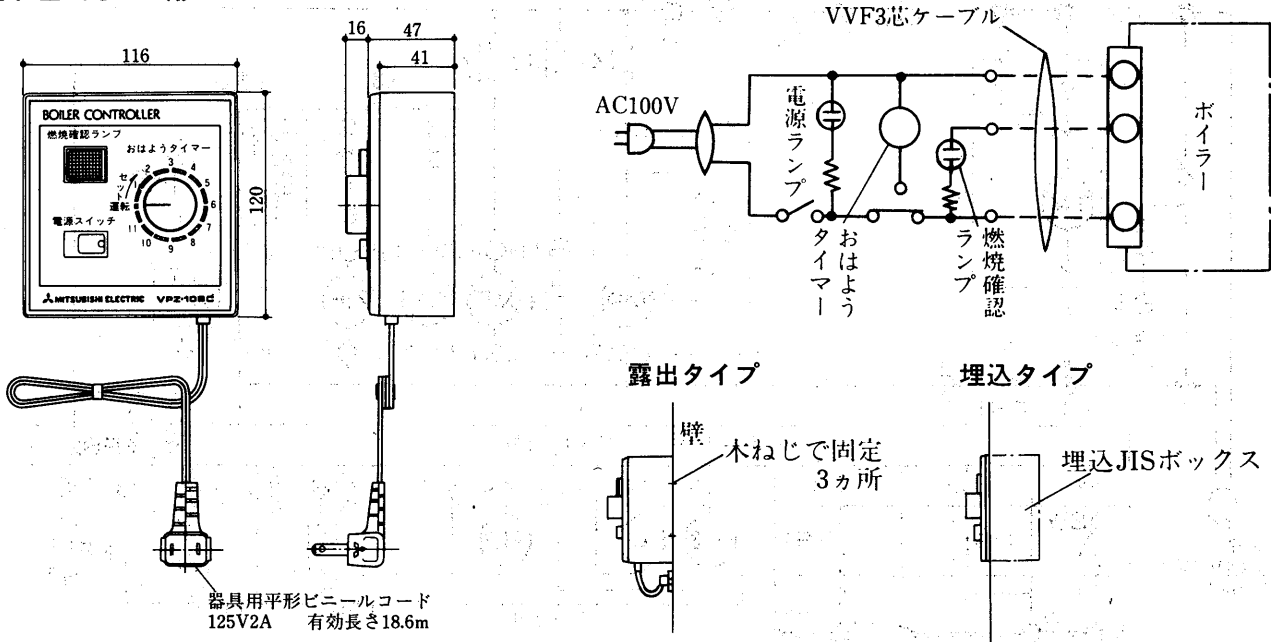 16
47
41
116
120
BOILER CONTROLLER
燃焼確認ランプ
おはようタイマー
セット
運転
1
2
3
4
5
6
7
8
9
10
11
電源スイッチ
MITSUBISHI ELECTRIC
器具用平形ビニールコード
125V2A 有効長さ18.6m
VVF3芯ケーブル
AC100V
電源ランプ
おはよう
タイマー
燃焼確認
ランプ
ボイラー
露出タイプ
壁
木ねじで固定
3ヵ所
埋込タイプ
埋込JISボックス